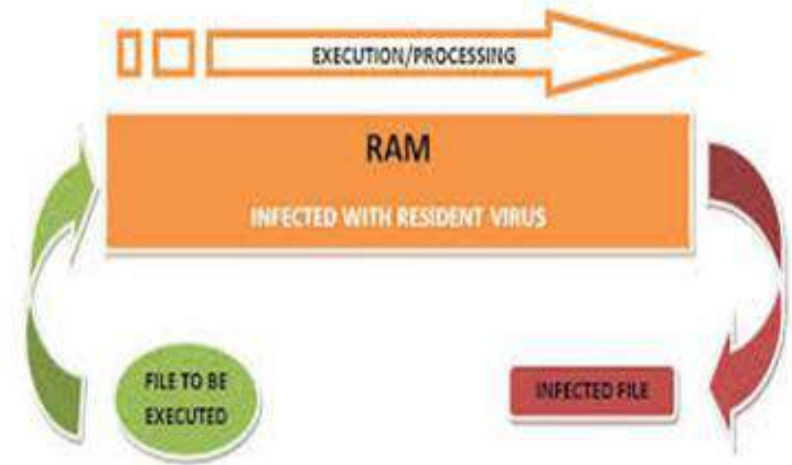 EXECUTION/PROCESSING
RAM
INFECTED WITH RESIDENT VIRUS
FILE TO BE
EXECUTED
INFECTED FILE